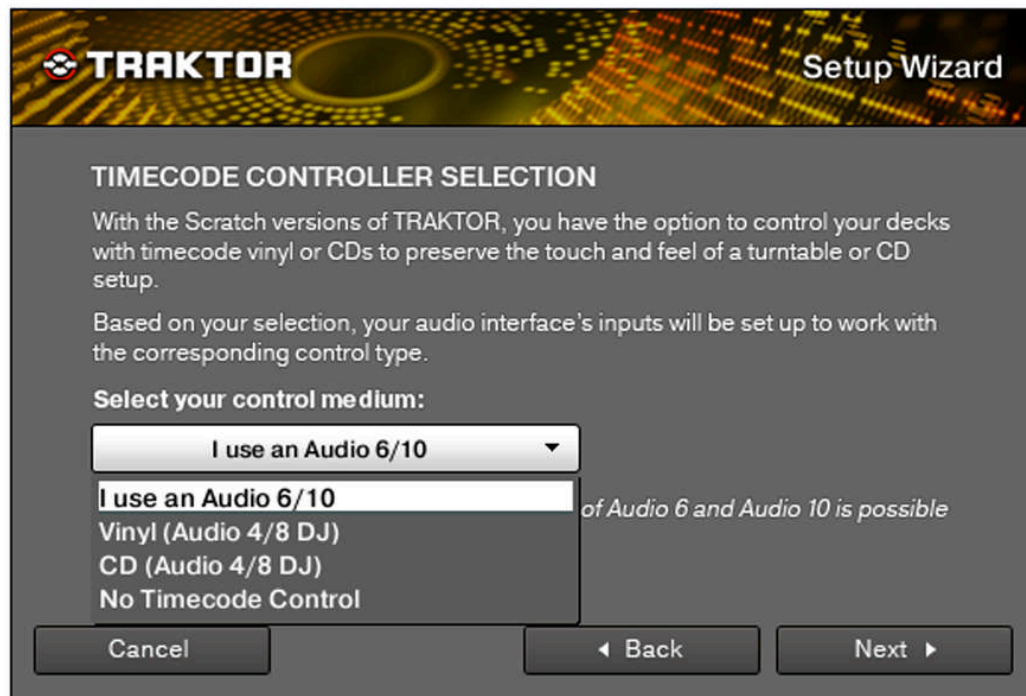 TRAKTOR
Setup Wizard
TIMECODE CONTROLLER SELECTION
With the Scratch versions of TRAKTOR, you have the option to control your decks
with timecode vinyl or CDs to preserve the touch and feel of a turntable or CD
setup.
Based on your selection, your audio interface's inputs will be set up to work with
the corresponding control type.
Select your control medium:
I use an Audio 6/10
I use an Audio 6/10
of Audio 6 and Audio 10 is possible
Vinyl (Audio 4/8 DJ)
CD (Audio 4/8 DJ)
No Timecode Control
Cancel
Back
Next